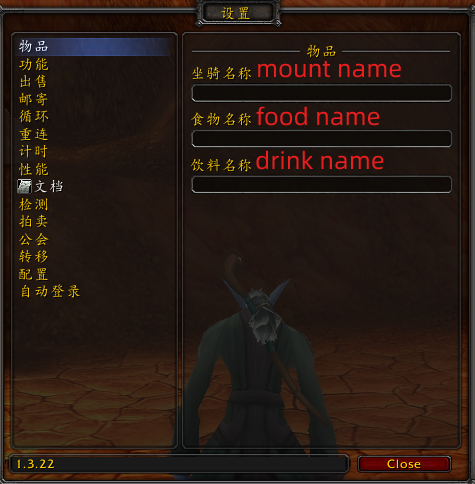 设置
物品
功能
出售
邮寄
循环
重连
计时
性能
文档
检测
拍卖
公会
转移
配置
自动登录
物品
坐骑名称 mount name
食物名称 food name
饮料名称 drink name
1.3.22
Close